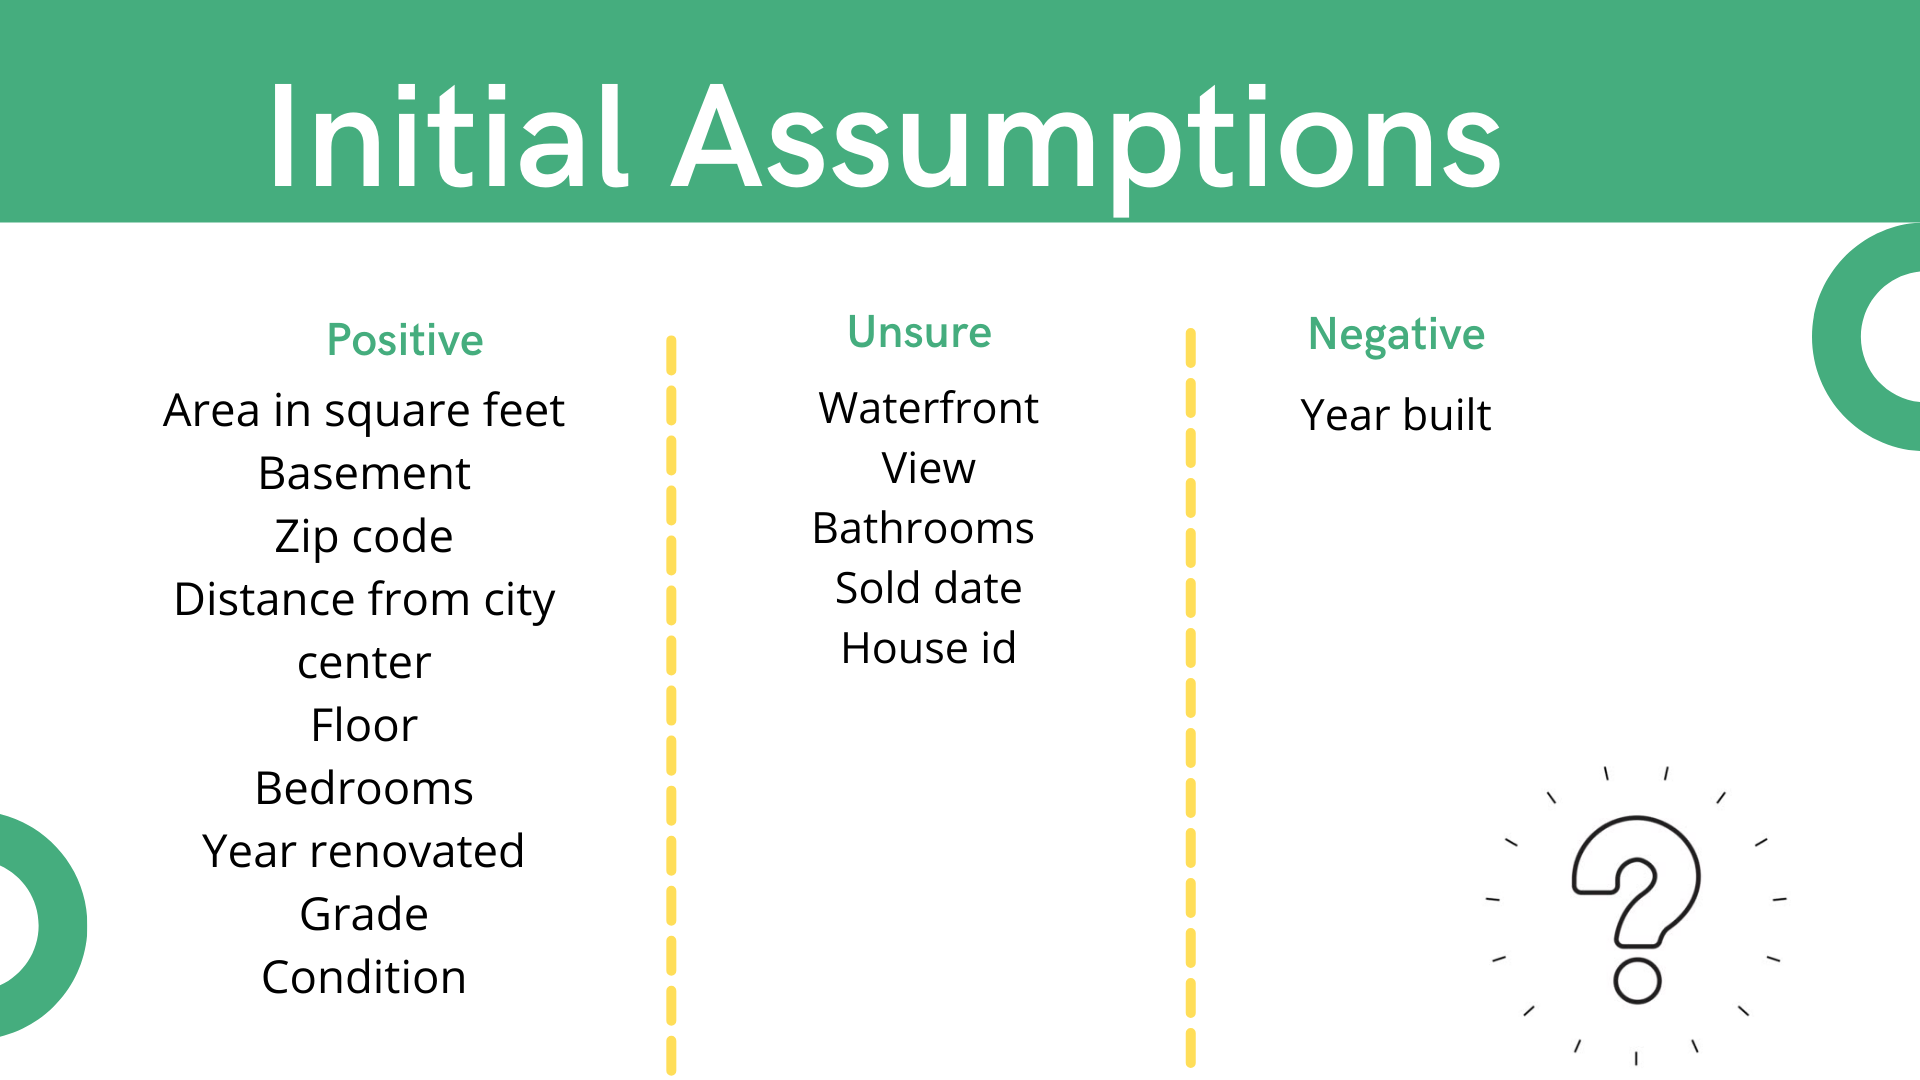 Initial Assumptions
Positive
Area in square feet
Basement
Zip code
Distance from city
center
Floor
Bedrooms
Year renovated
Grade
Condition
Unsure
Waterfront
View
Bathrooms
Sold date
House id
Negative
Year built
?